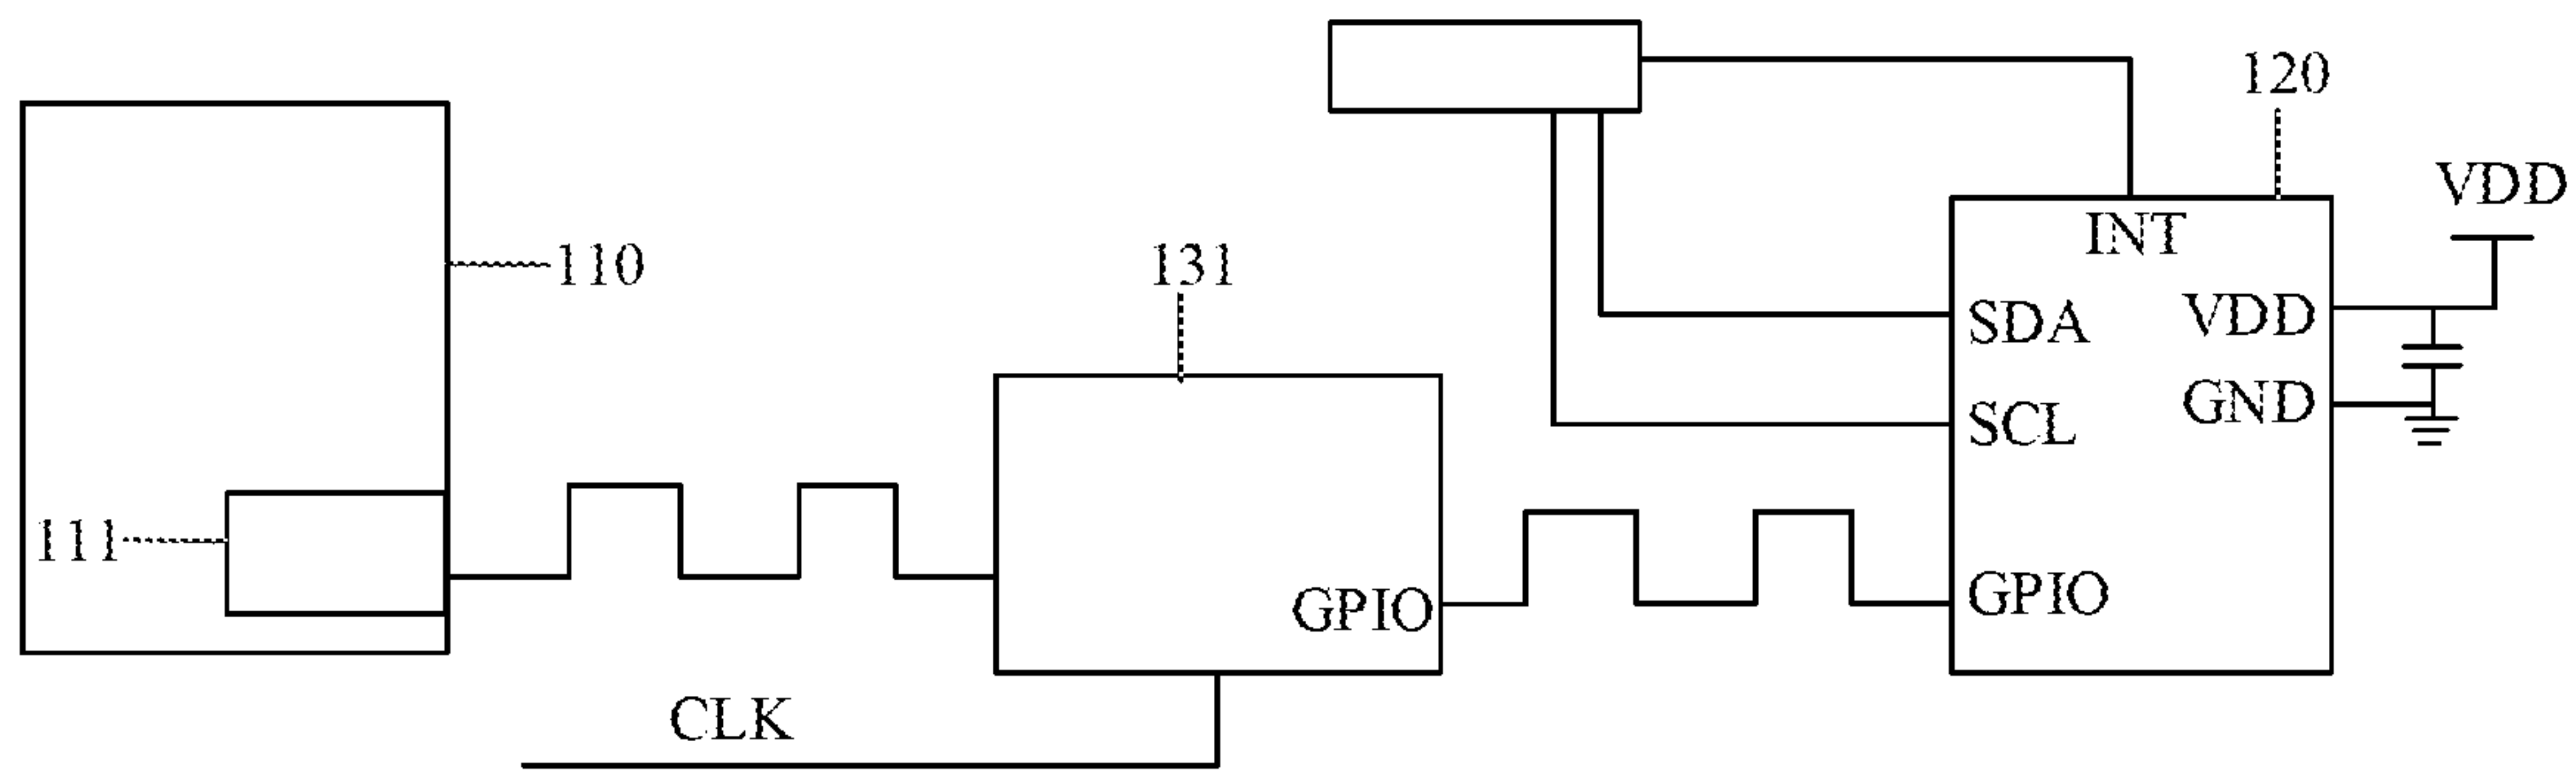 120
VDD
INT
110
131
SDA
VDD
SCL
GND
111
GPIO
GPIO
CLK